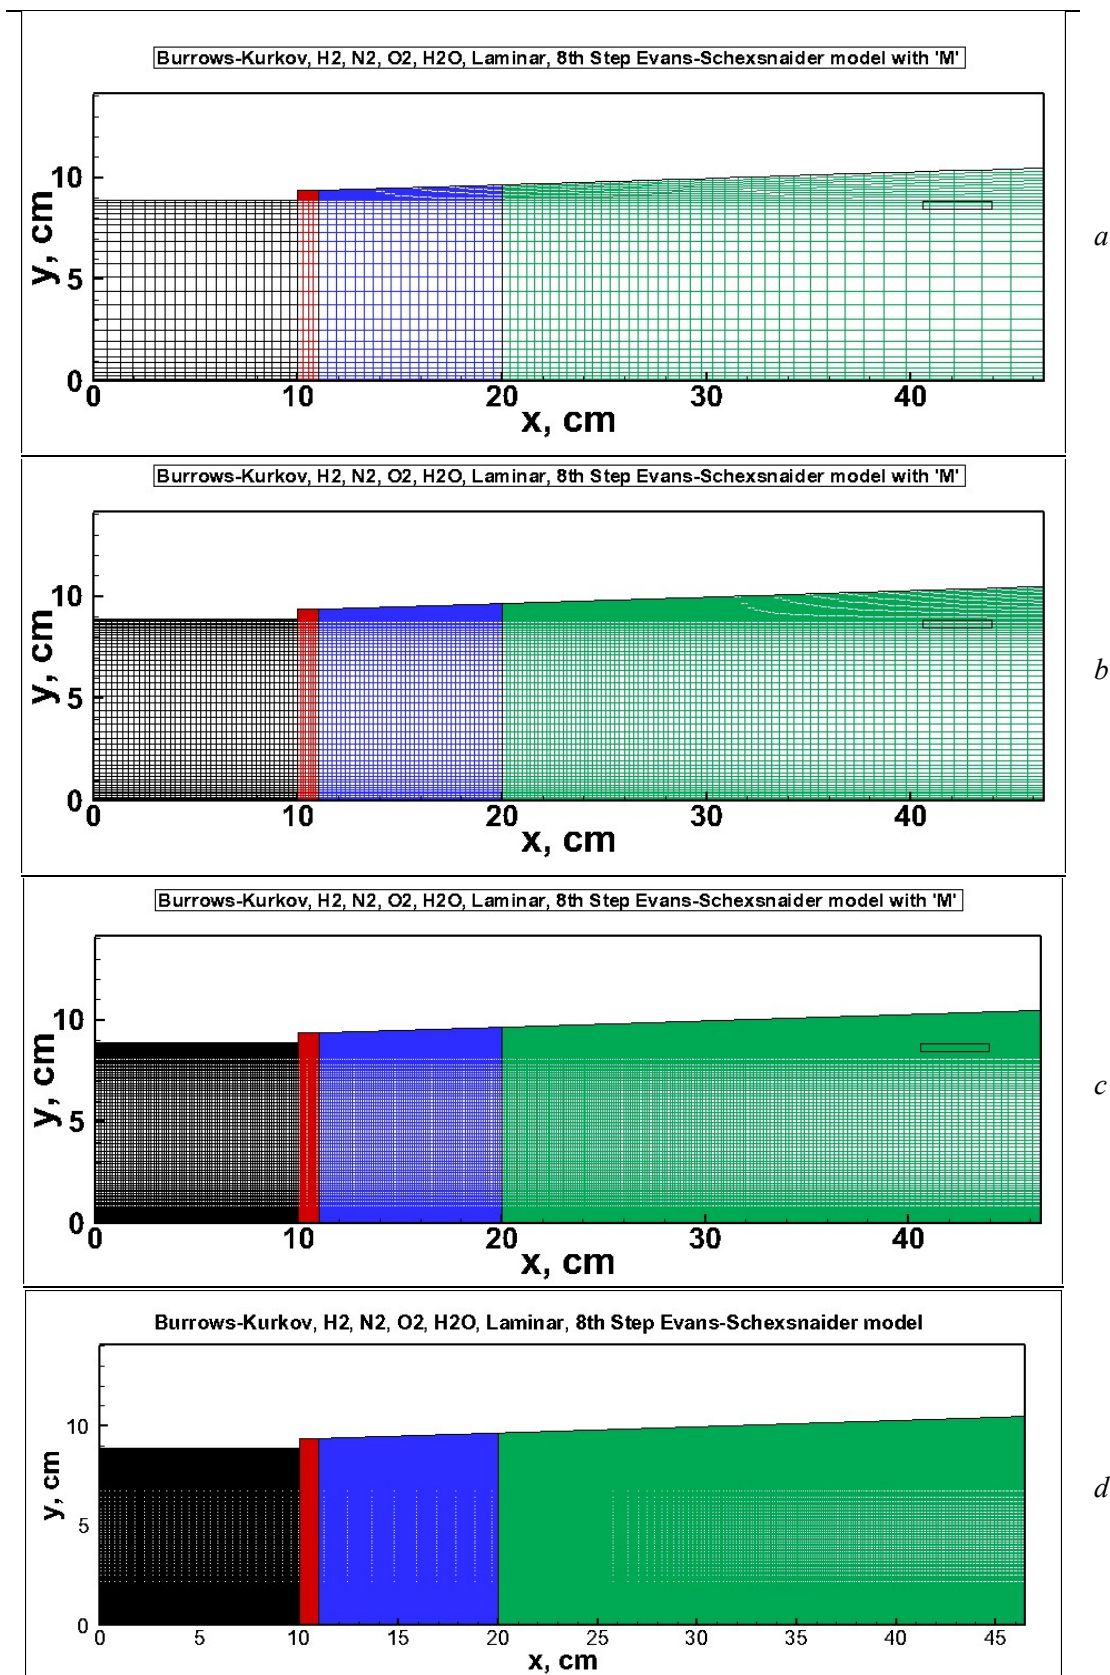 Burrows-Kurkov, H2, N2, O2, H2O, Laminar, 8th Step Evans-Schexsnaider model with 'M'
10
5
0
y, cm
0 10 20 30 40
x, cm
a
Burrows-Kurkov, H2, N2, O2, H2O, Laminar, 8th Step Evans-Schexsnaider model with 'M'
10
5
0
y, cm
0 10 20 30 40
x, cm
b
Burrows-Kurkov, H2, N2, O2, H2O, Laminar, 8th Step Evans-Schexsnaider model with 'M'
10
5
0
y, cm
0 10 20 30 40
x, cm
c
Burrows-Kurkov, H2, N2, O2, H2O, Laminar, 8th Step Evans-Schexsnaider model
10
5
0
y, cm
0 5 10 15 20 25 30 35 40 45
x, cm
d